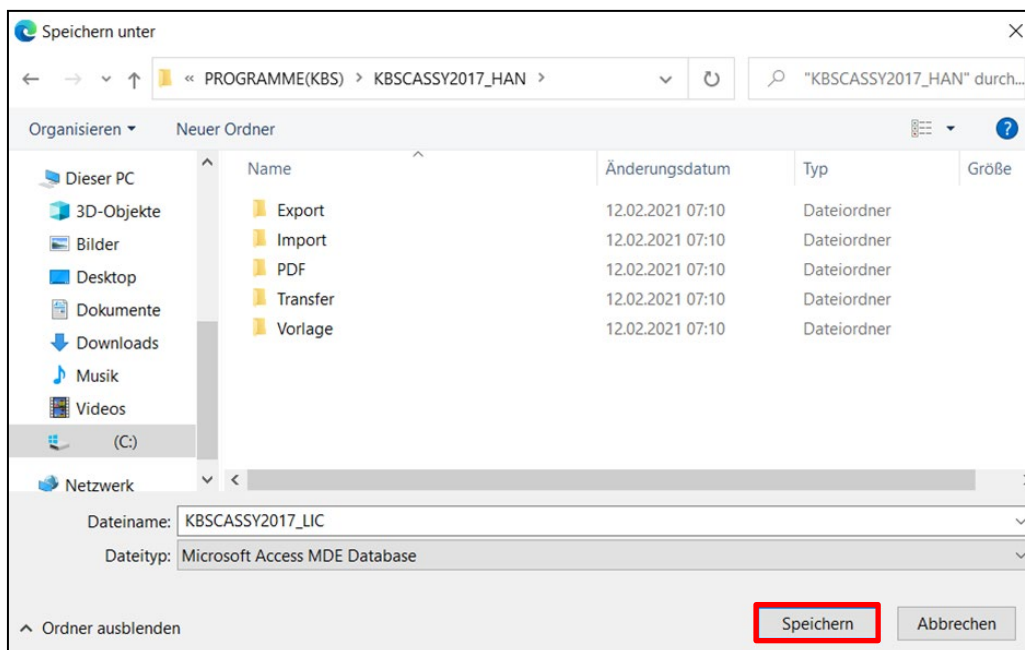 Speichern unter
« PROGRAMME(KBS) > KBSCASSY2017_HAN >
"KBSCASSY2017_HAN" durch...
Organisieren
Neuer Ordner
?
Dieser PC
3D-Objekte
Bilder
Desktop
Dokumente
Downloads
Musik
Videos
(C:)
Netzwerk
Name Änderungsdatum Typ Größe
Export 12.02.2021 07:10 Dateiordner
Import 12.02.2021 07:10 Dateiordner
PDF 12.02.2021 07:10 Dateiordner
Transfer 12.02.2021 07:10 Dateiordner
Vorlage 12.02.2021 07:10 Dateiordner
Dateiname: KBSCASSY2017_LIC
Dateityp: Microsoft Access MDE Database
Ordner ausblenden
Speichern
Abbrechen